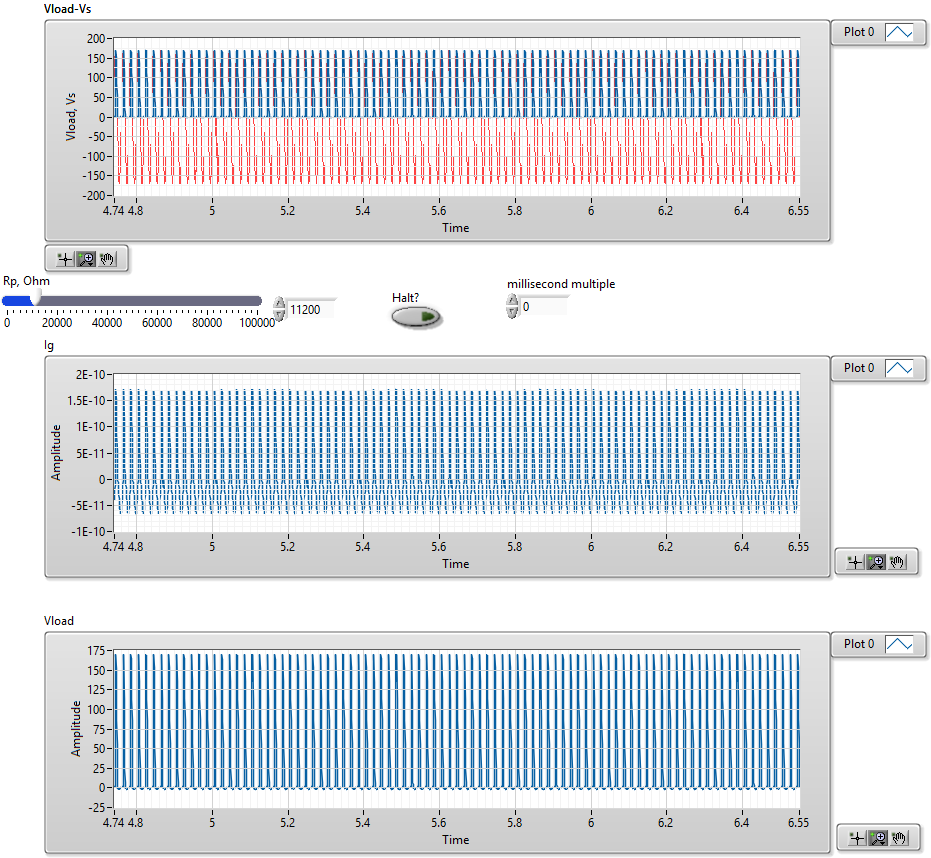 Vload-Vs
Plot 0
200
150
100
50
0
-50
-100
-150
-200
Vload, Vs
4.74 4.8 5 5.2 5.4 5.6 5.8 6 6.2 6.4 6.55
Time
Rp, Ohm
0 20000 40000 60000 80000 100000
11200
Halt?
millisecond multiple
0
Ig
Plot 0
2E-10
1.5E-10
1E-10
5E-11
0
-5E-11
-1E-10
Amplitude
4.74 4.8 5 5.2 5.4 5.6 5.8 6 6.2 6.4 6.55
Time
Vload
Plot 0
175
150
125
100
75
50
25
0
-25
Amplitude
4.74 4.8 5 5.2 5.4 5.6 5.8 6 6.2 6.4 6.55
Time